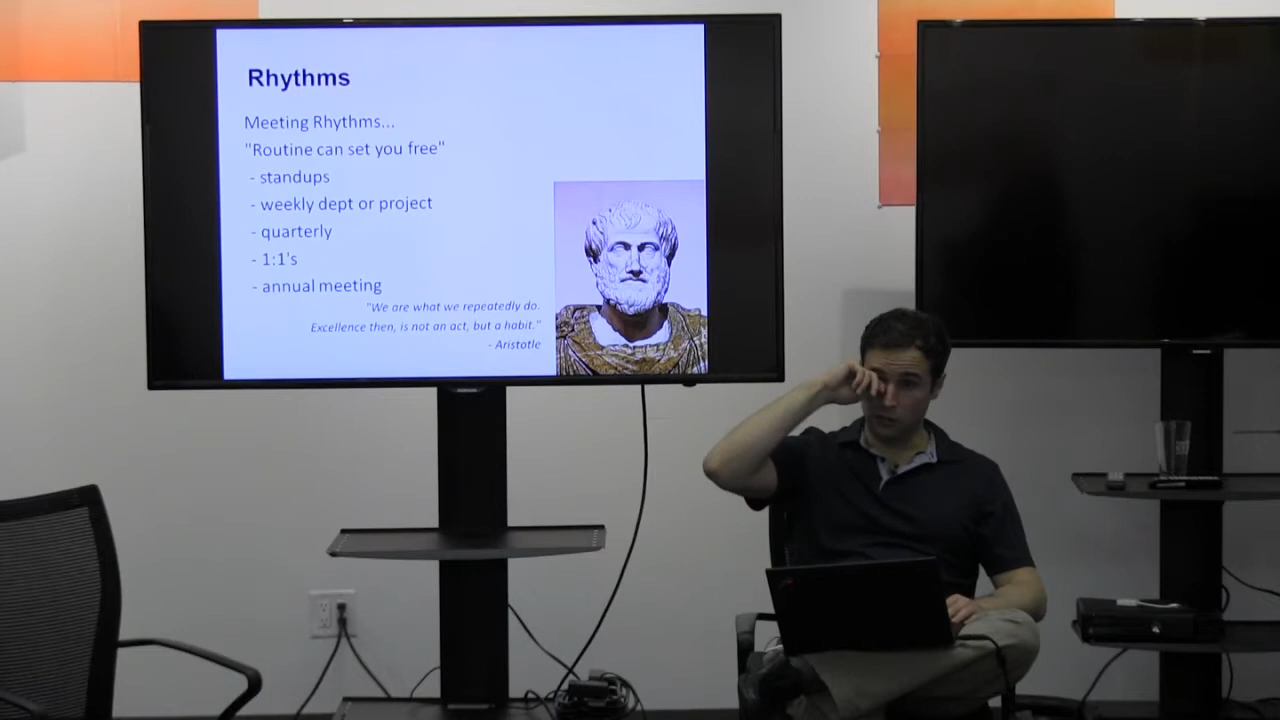 Rhythms
Meeting Rhythms...
"Routine can set you free"
- standups
- weekly dept or project
- quarterly
- 1:1's
- annual meeting
"We are what we repeatedly do.
Excellence then, is not an act, but a habit."
- Aristotle